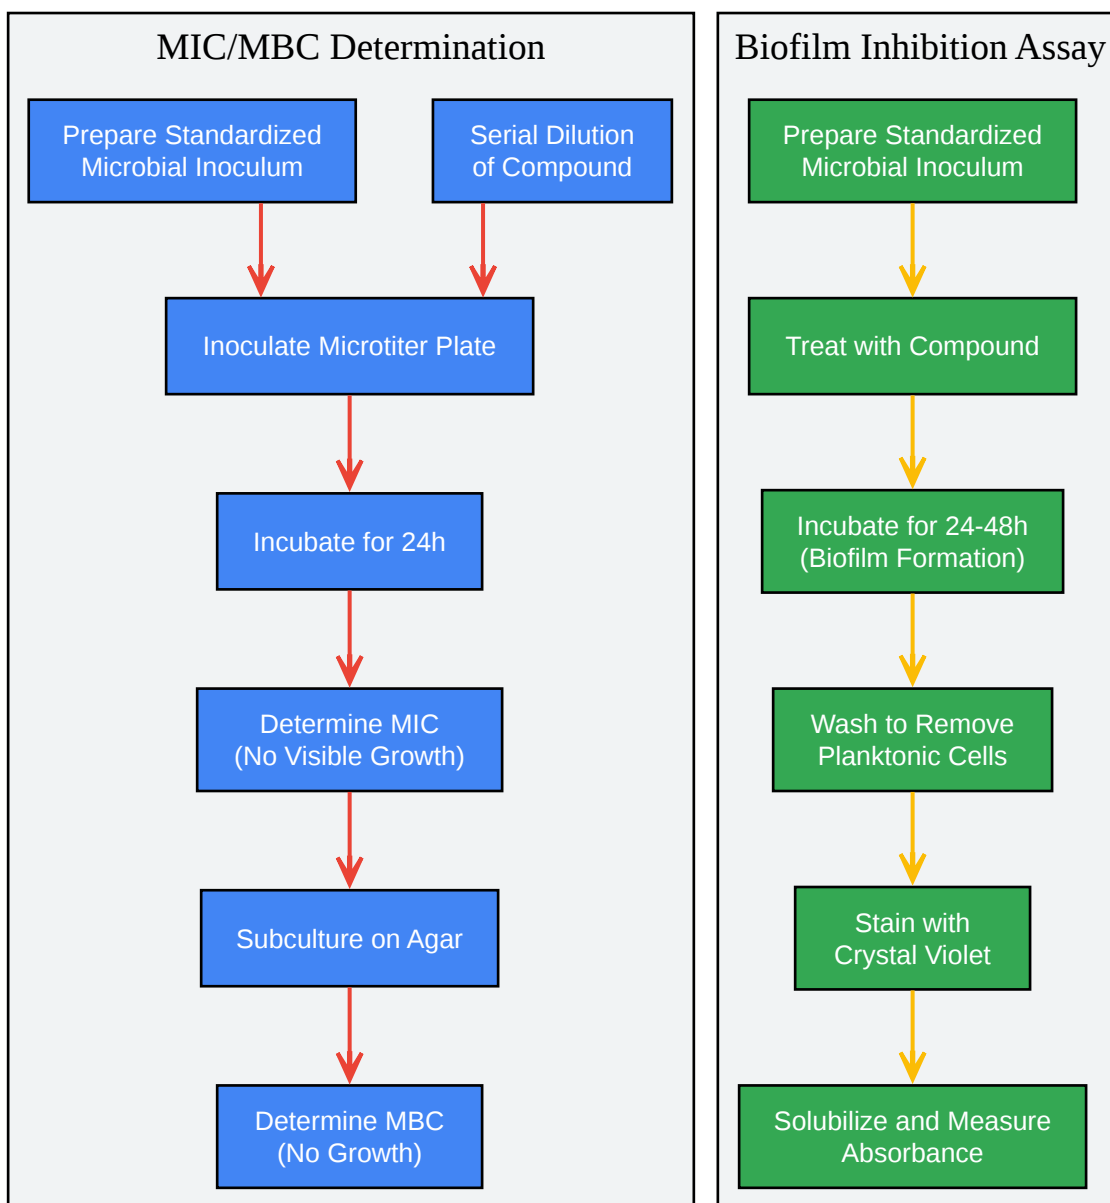 MIC/MBC Determination
Prepare Standardized
Microbial Inoculum
Serial Dilution
of Compound
Inoculate Microtiter Plate
Incubate for 24h
Determine MIC
(No Visible Growth)
Subculture on Agar
Determine MBC
(No Growth)
Biofilm Inhibition Assay
Prepare Standardized
Microbial Inoculum
Treat with Compound
Incubate for 24-48h
(Biofilm Formation)
Wash to Remove
Planktonic Cells
Stain with
Crystal Violet
Solubilize and Measure
Absorbance